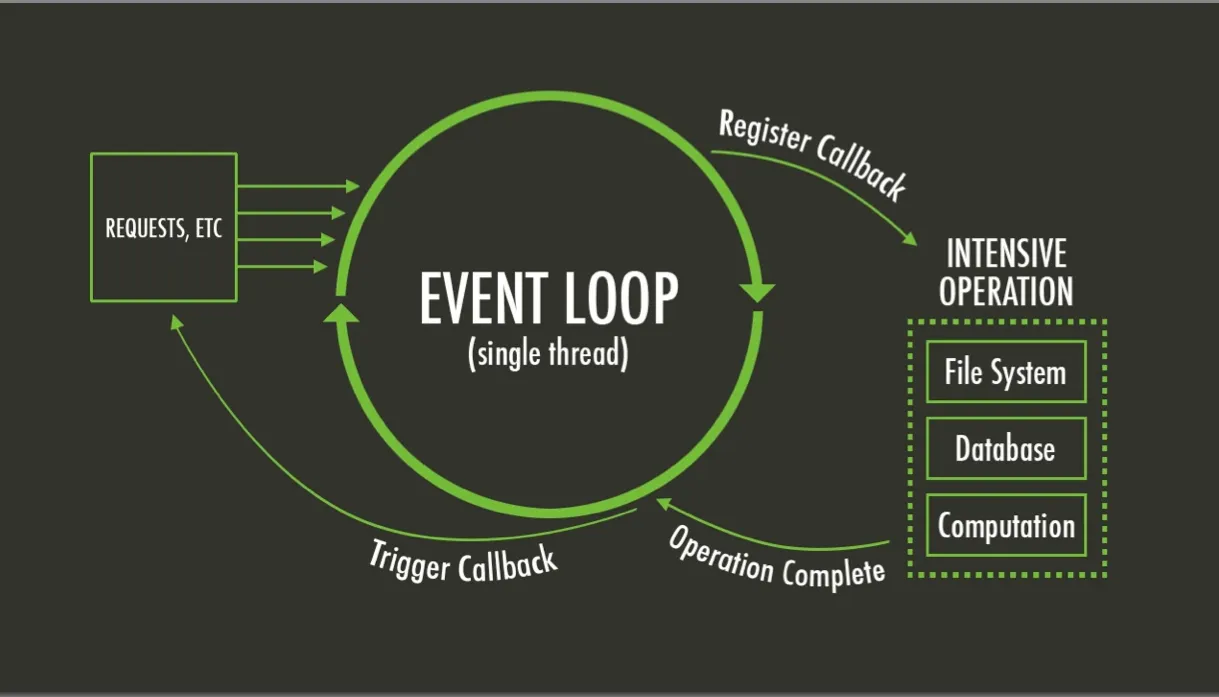 Register Callback
REQUESTS, ETC
EVENT LOOP
(single thread)
INTENSIVE
OPERATION
File System
Database
Computation
Operation Complete
Trigger Callback